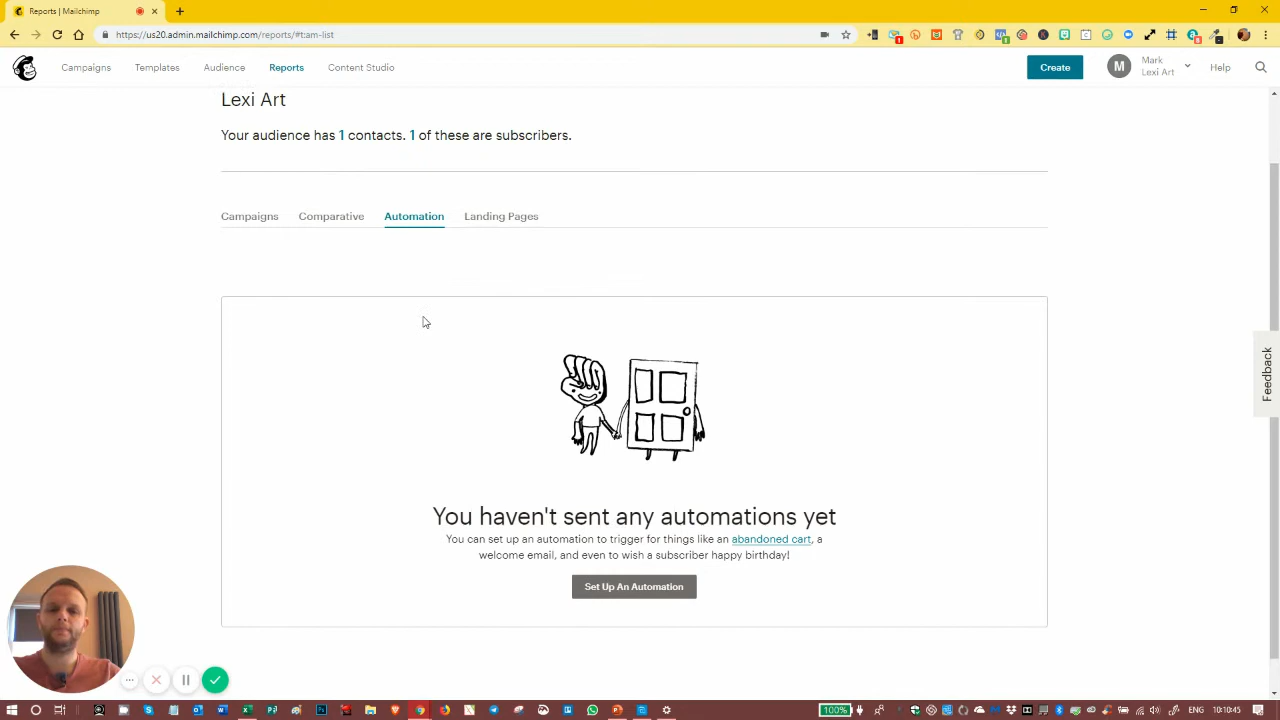 Reports | Mailchimp
https://us20.admin.mailchimp.com/reports/#t:am-list
Campaigns
Templates
Audience
Reports
Content Studio
Create
M
Mark
Lexi Art
Help
Lexi Art
Your audience has 1 contacts. 1 of these are subscribers.
Campaigns
Comparative
Automation
Landing Pages
Feedback
You haven't sent any automations yet
You can set up an automation to trigger for things like an abandoned cart, a
welcome email, and even to wish a subscriber happy birthday!
Set Up An Automation
100%
ENG
10:10:45